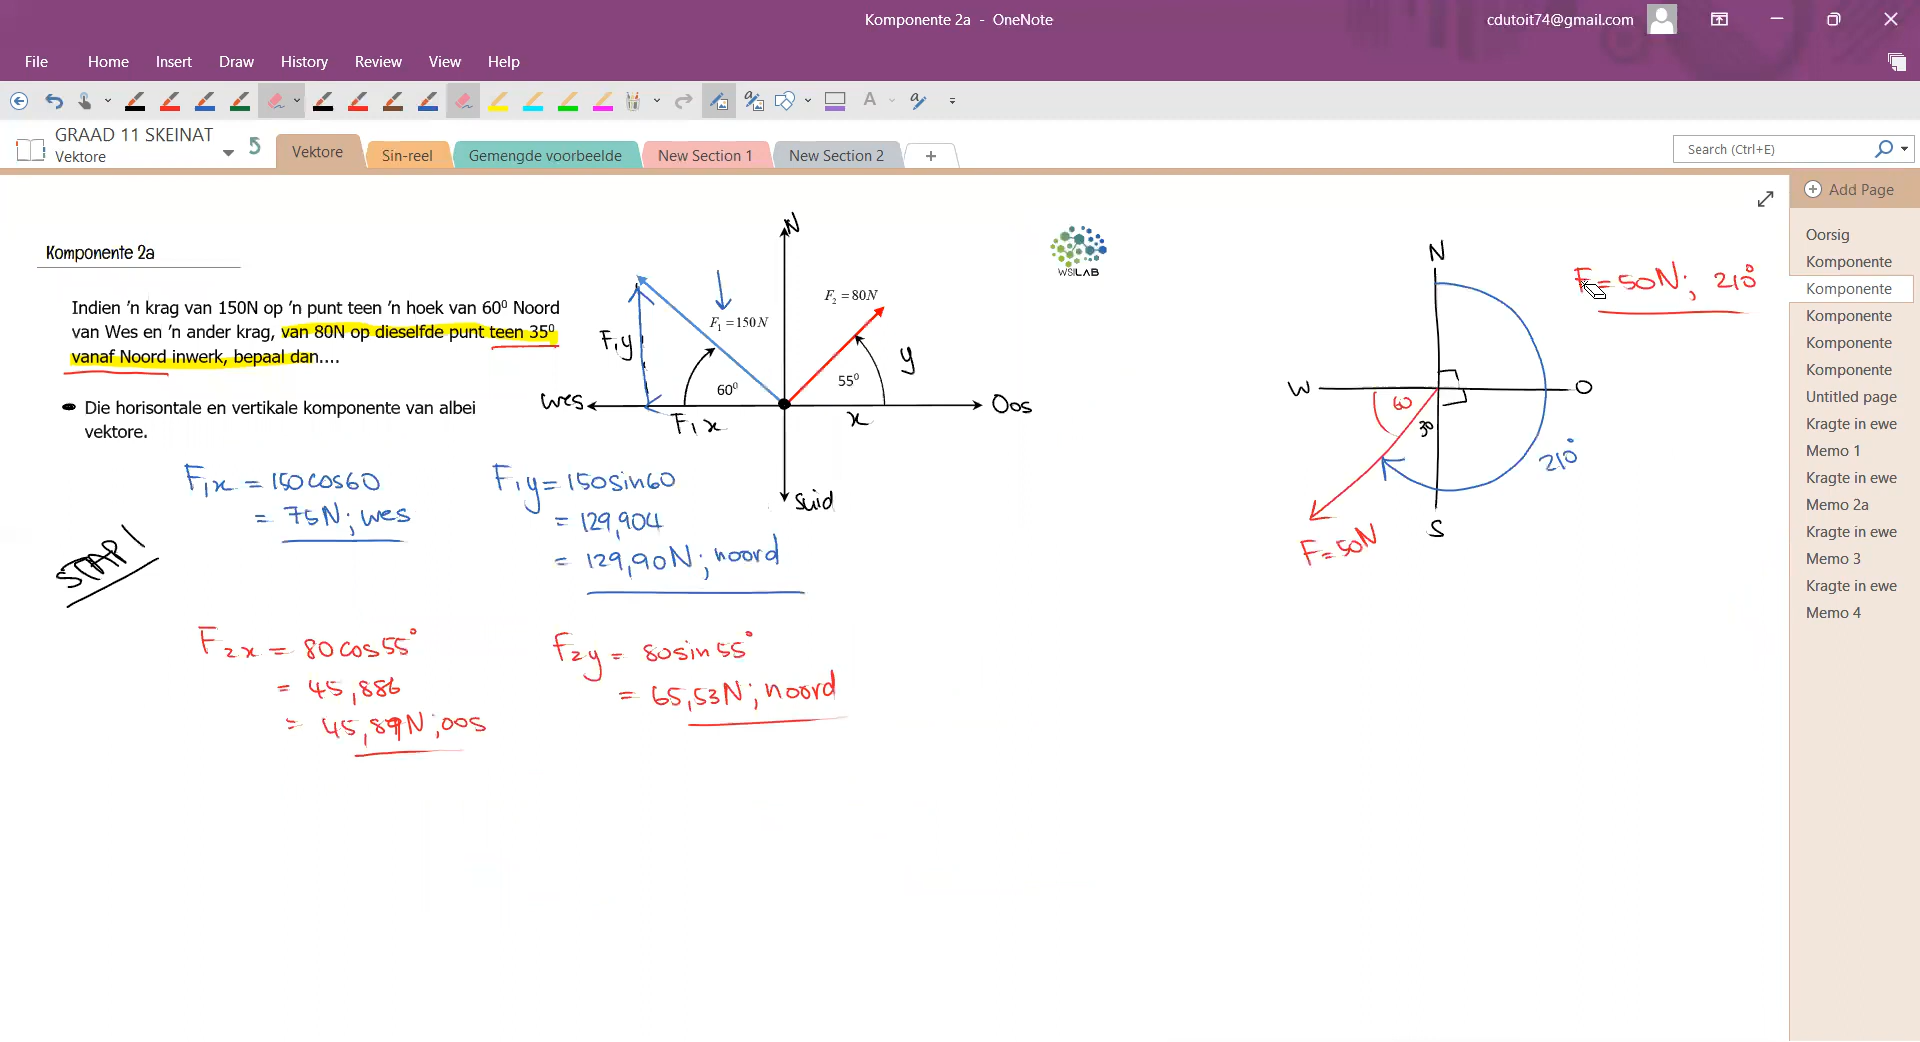 Komponente 2a - OneNote
cdutoit74@gmail.com
File Home Insert Draw History Review View Help
GRAAD 11 SKEINAT
Vektore
Vektore
Sin-reel
Gemengde voorbeelde
New Section 1
New Section 2
Search (Ctrl+E)
Add Page
Oorsig
Komponente
Komponente
Komponente
Komponente
Komponente
Untitled page
Kragte in ewe
Memo 1
Kragte in ewe
Memo 2a
Kragte in ewe
Memo 3
Kragte in ewe
Memo 4
Komponente 2a
Indien 'n krag van 150N op 'n punt teen 'n hoek van 60⁰ Noord
van Wes en 'n ander krag, van 80N op dieselfde punt teen 35⁰
vanaf Noord inwerk, bepaal dan....
Die horisontale en vertikale komponente van albei
vektore.
N
F₂ = 80N
F₁ = 150N
F₁y
y
60⁰
55⁰
wes
Oos
F₁x
x
suid
WSILAB
F₁x = 150cos60
= 75N; wes
F₁y = 150sin60
= 129,904
= 129,90N; noord
STAP 1
F₂x = 80cos55°
= 45,886
= 45,89N; oos
F₂y = 80sin55°
= 65,53N; noord
N
F = 50N; 210°
W
O
60
30
210°
S
F = 50N